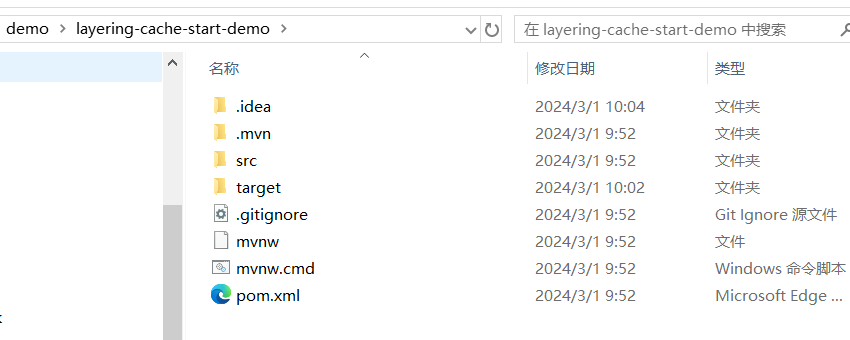 demo > layering-cache-start-demo >
在 layering-cache-start-demo 中搜索
名称 修改日期 类型
.idea 2024/3/1 10:04 文件夹
.mvn 2024/3/1 9:52 文件夹
src 2024/3/1 9:52 文件夹
target 2024/3/1 10:02 文件夹
.gitignore 2024/3/1 9:52 Git Ignore 源文件
mvnw 2024/3/1 9:52 文件
mvnw.cmd 2024/3/1 9:52 Windows 命令脚本
pom.xml 2024/3/1 9:52 Microsoft Edge ...